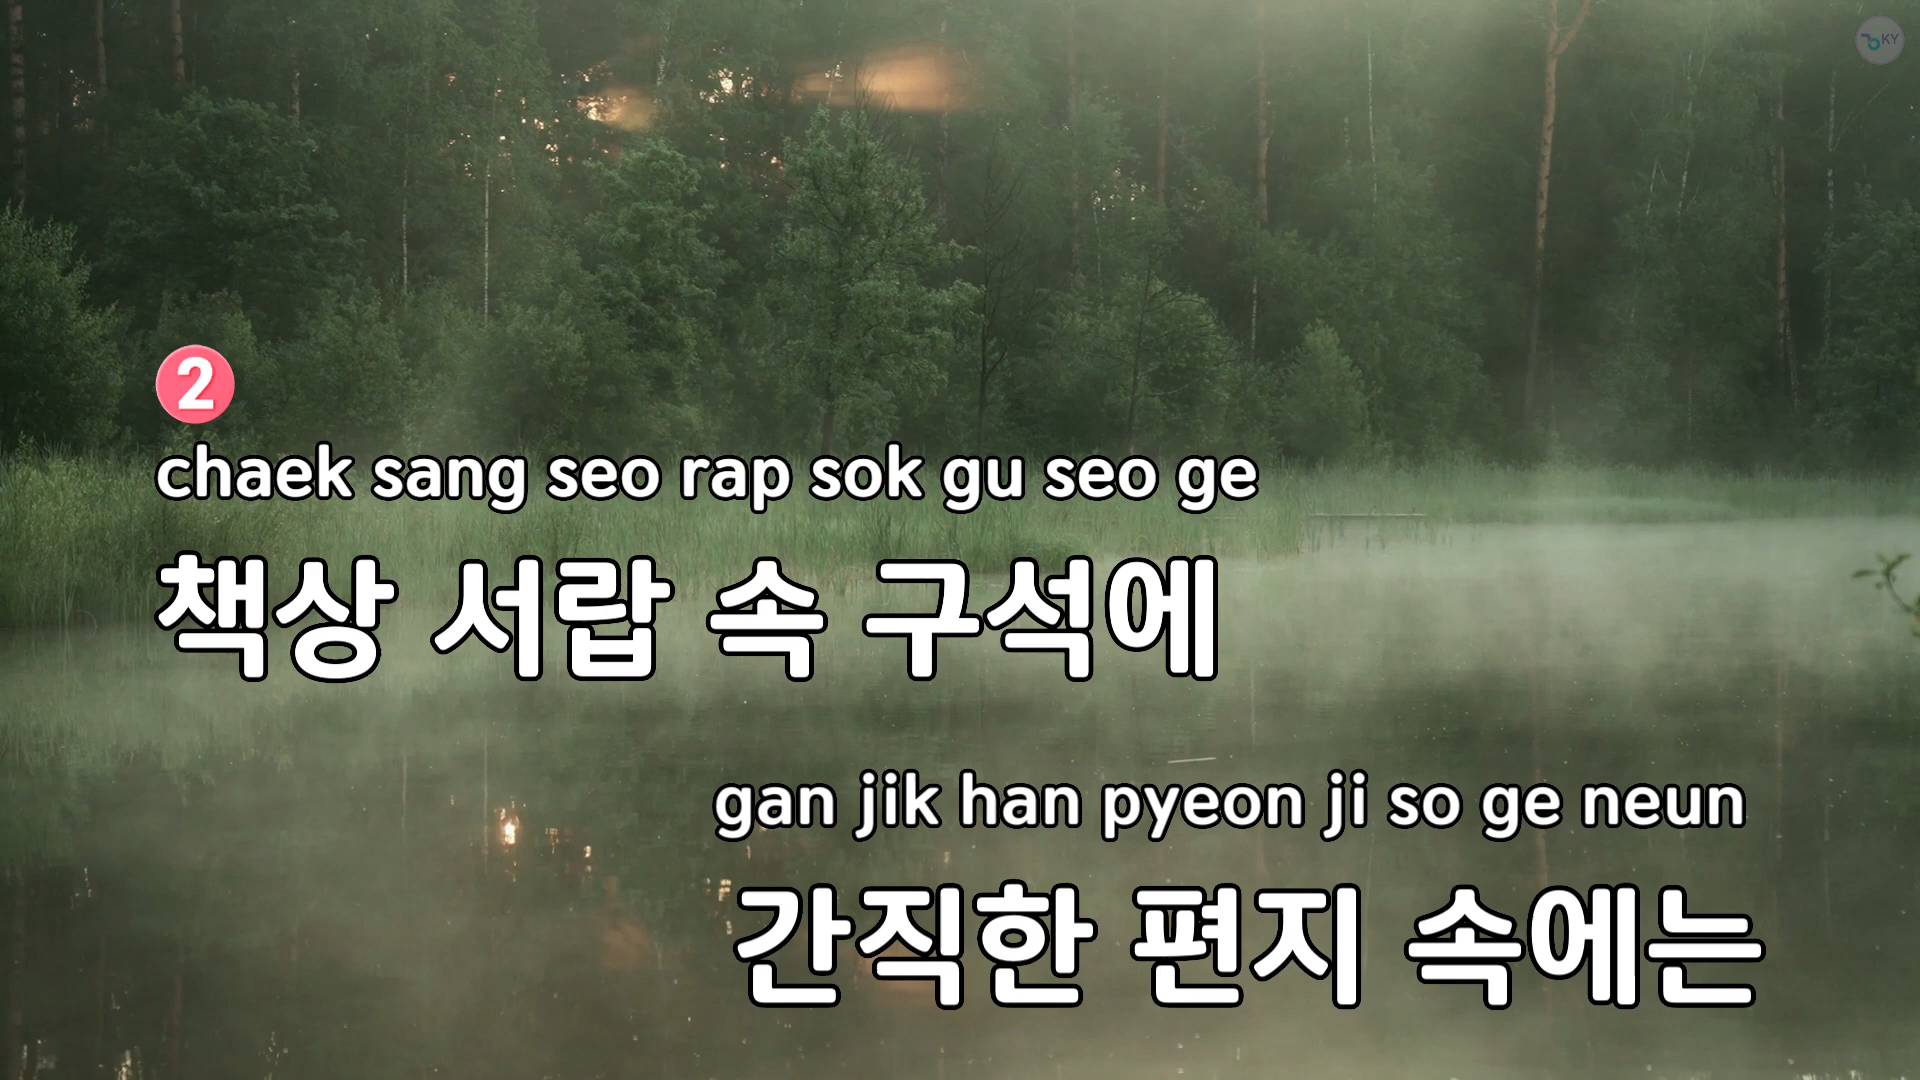 KY
2
chaek sang seo rap sok gu seo ge
책상 서랍 속 구석에
gan jik han pyeon ji so ge neun
간직한 편지 속에는